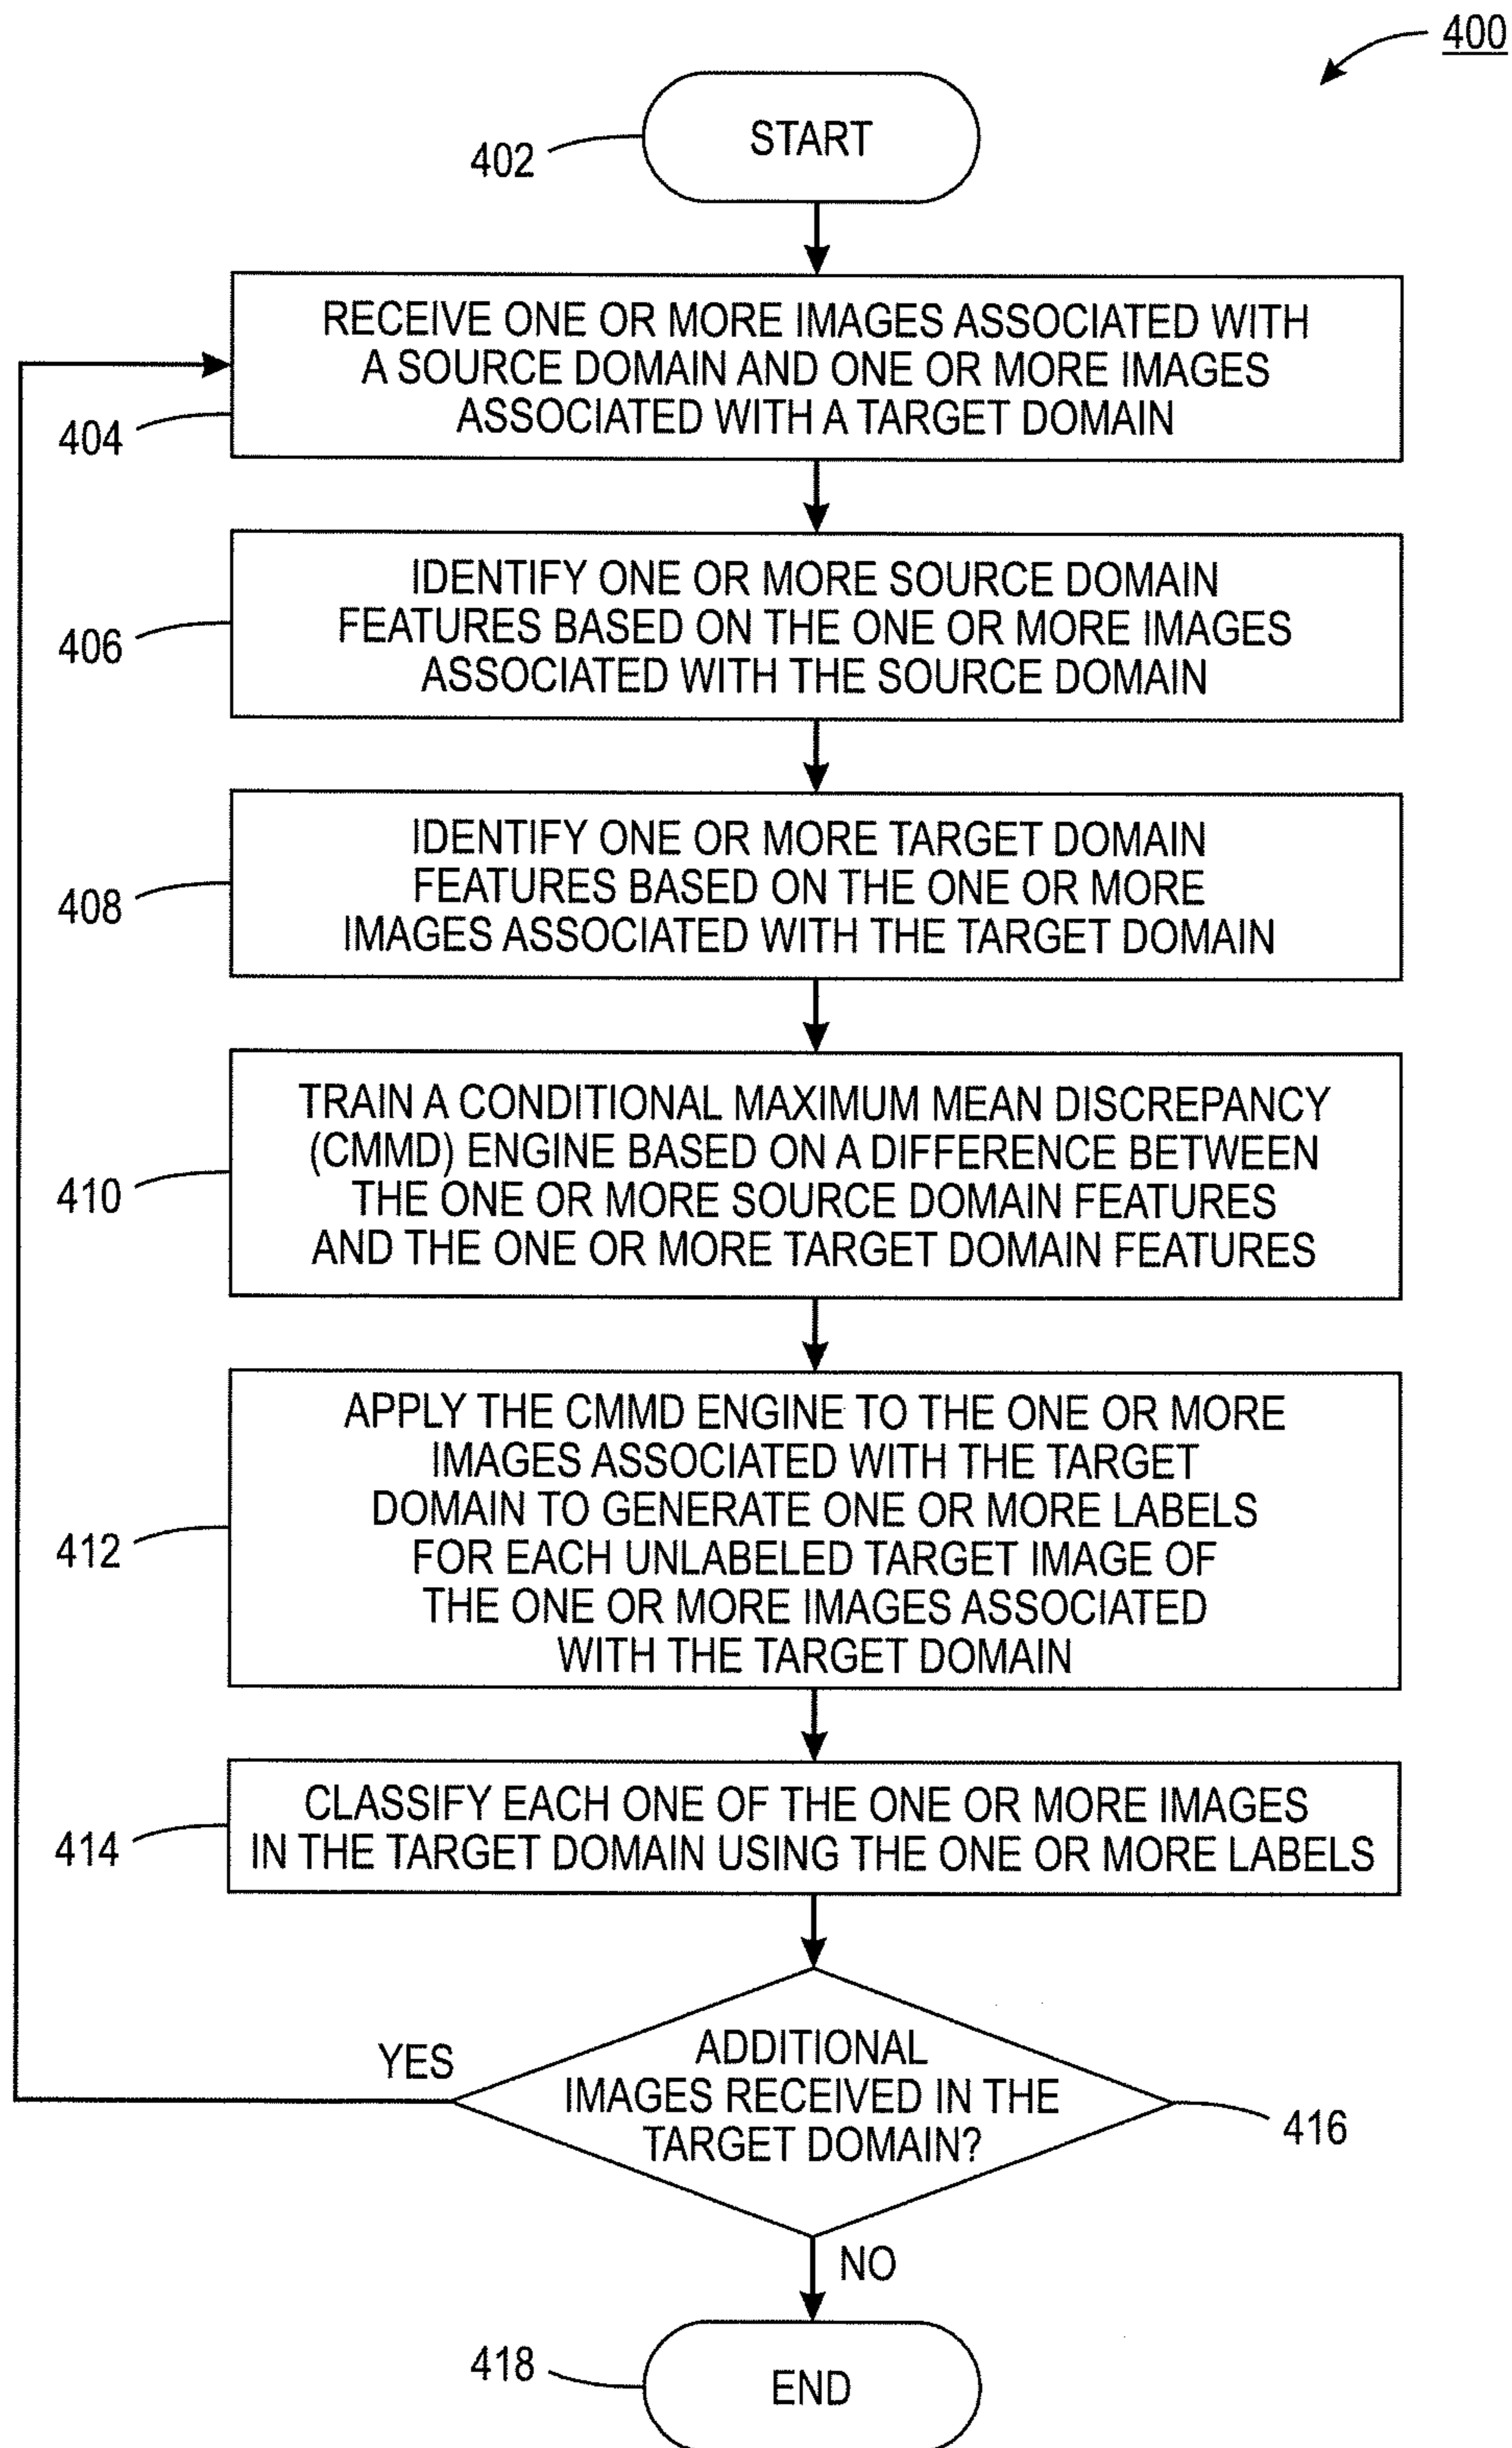 400
402
START
RECEIVE ONE OR MORE IMAGES ASSOCIATED WITH
A SOURCE DOMAIN AND ONE OR MORE IMAGES
ASSOCIATED WITH A TARGET DOMAIN
404
IDENTIFY ONE OR MORE SOURCE DOMAIN
FEATURES BASED ON THE ONE OR MORE IMAGES
ASSOCIATED WITH THE SOURCE DOMAIN
406
IDENTIFY ONE OR MORE TARGET DOMAIN
FEATURES BASED ON THE ONE OR MORE
IMAGES ASSOCIATED WITH THE TARGET DOMAIN
408
TRAIN A CONDITIONAL MAXIMUM MEAN DISCREPANCY
(CMMD) ENGINE BASED ON A DIFFERENCE BETWEEN
THE ONE OR MORE SOURCE DOMAIN FEATURES
AND THE ONE OR MORE TARGET DOMAIN FEATURES
410
APPLY THE CMMD ENGINE TO THE ONE OR MORE
IMAGES ASSOCIATED WITH THE TARGET
DOMAIN TO GENERATE ONE OR MORE LABELS
FOR EACH UNLABELED TARGET IMAGE OF
THE ONE OR MORE IMAGES ASSOCIATED
WITH THE TARGET DOMAIN
412
CLASSIFY EACH ONE OF THE ONE OR MORE IMAGES
IN THE TARGET DOMAIN USING THE ONE OR MORE LABELS
414
YES
ADDITIONAL
IMAGES RECEIVED IN THE
TARGET DOMAIN?
416
NO
418
END